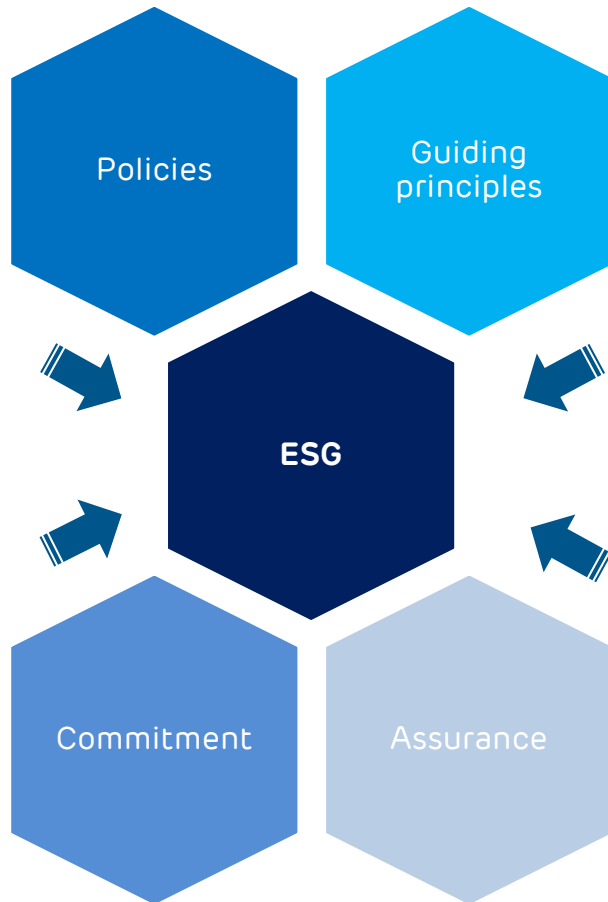 Policies
Guiding
principles
ESG
Commitment
Assurance